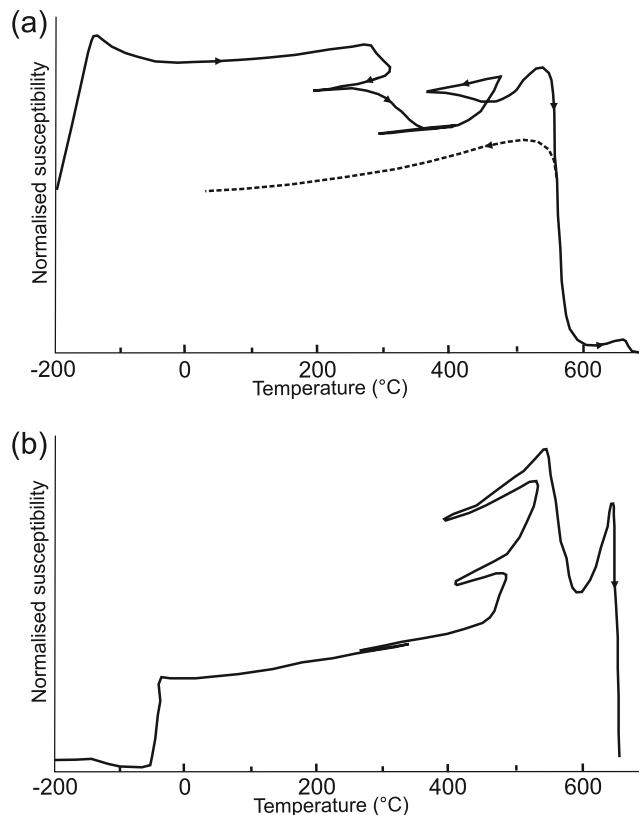 (a)
Normalised susceptibility
-200 0 200 400 600
Temperature (°C)
(b)
Normalised susceptibility
-200 0 200 400 600
Temperature (°C)